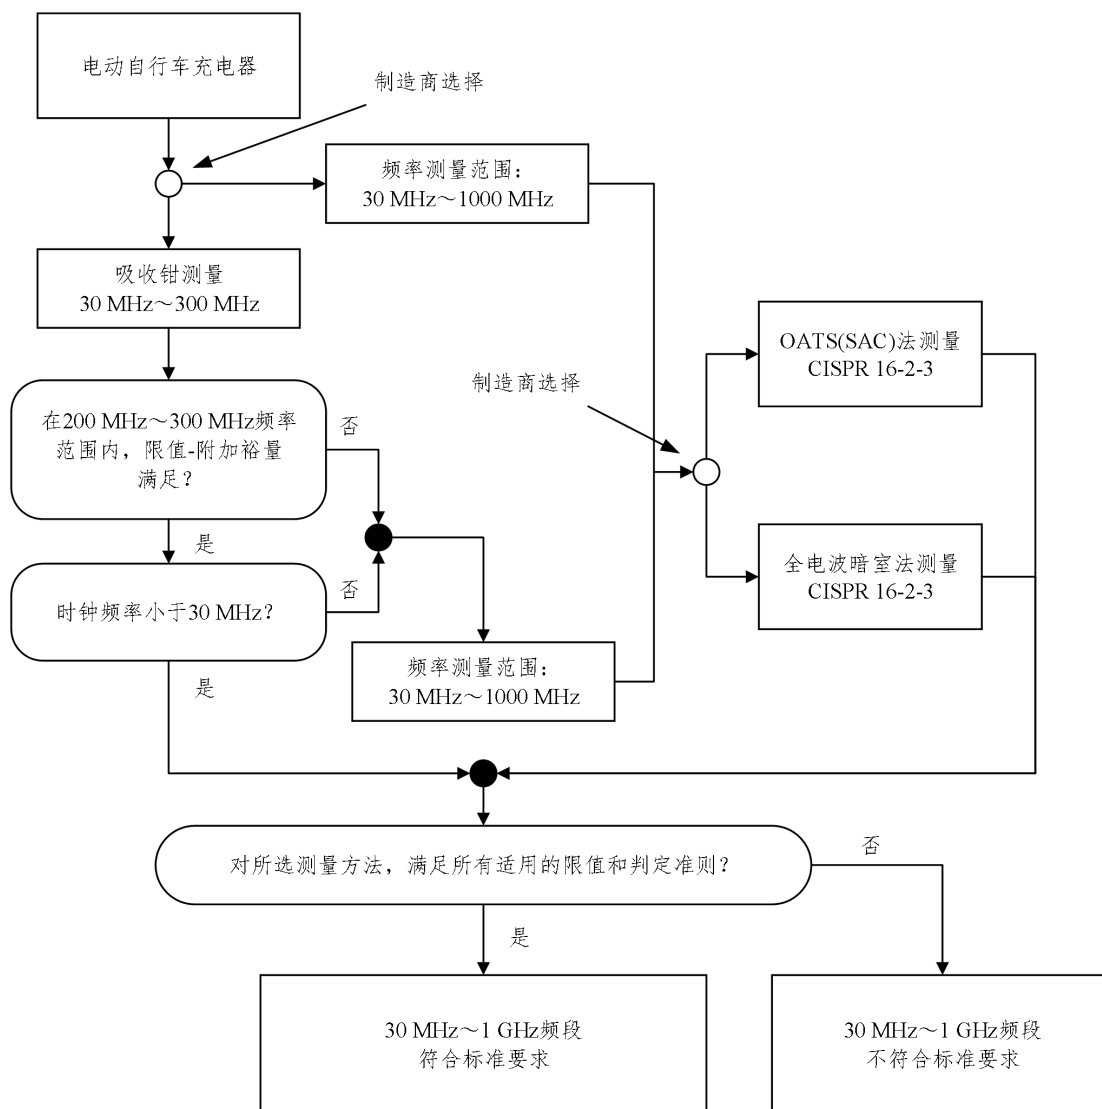 电动自行车充电器
制造商选择
频率测量范围：
30 MHz～1000 MHz
吸收钳测量
30 MHz～300 MHz
OATS(SAC)法测量
CISPR 16-2-3
制造商选择
在200 MHz～300 MHz频率
范围内，限值-附加裕量
满足？
否
是
全电波暗室法测量
CISPR 16-2-3
时钟频率小于30 MHz？
否
是
频率测量范围：
30 MHz～1000 MHz
对所选测量方法，满足所有适用的限值和判定准则？
否
是
30 MHz～1 GHz频段
符合标准要求
30 MHz～1 GHz频段
不符合标准要求